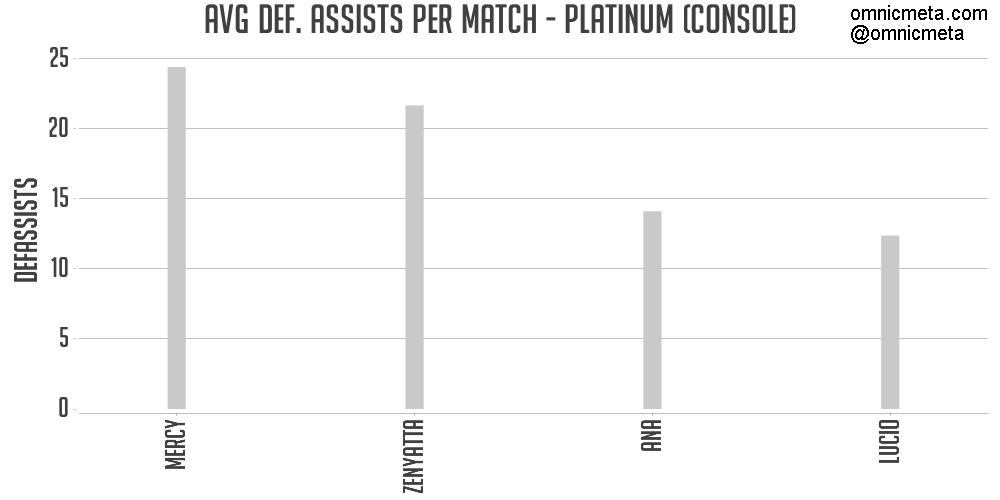 AVG DEF. ASSISTS PER MATCH - PLATINUM (CONSOLE)
omnicmeta.com
@omnicmeta
DEFASSISTS
25
20
15
10
5
0
MERCY
ZENYATTA
ANA
LUCIO